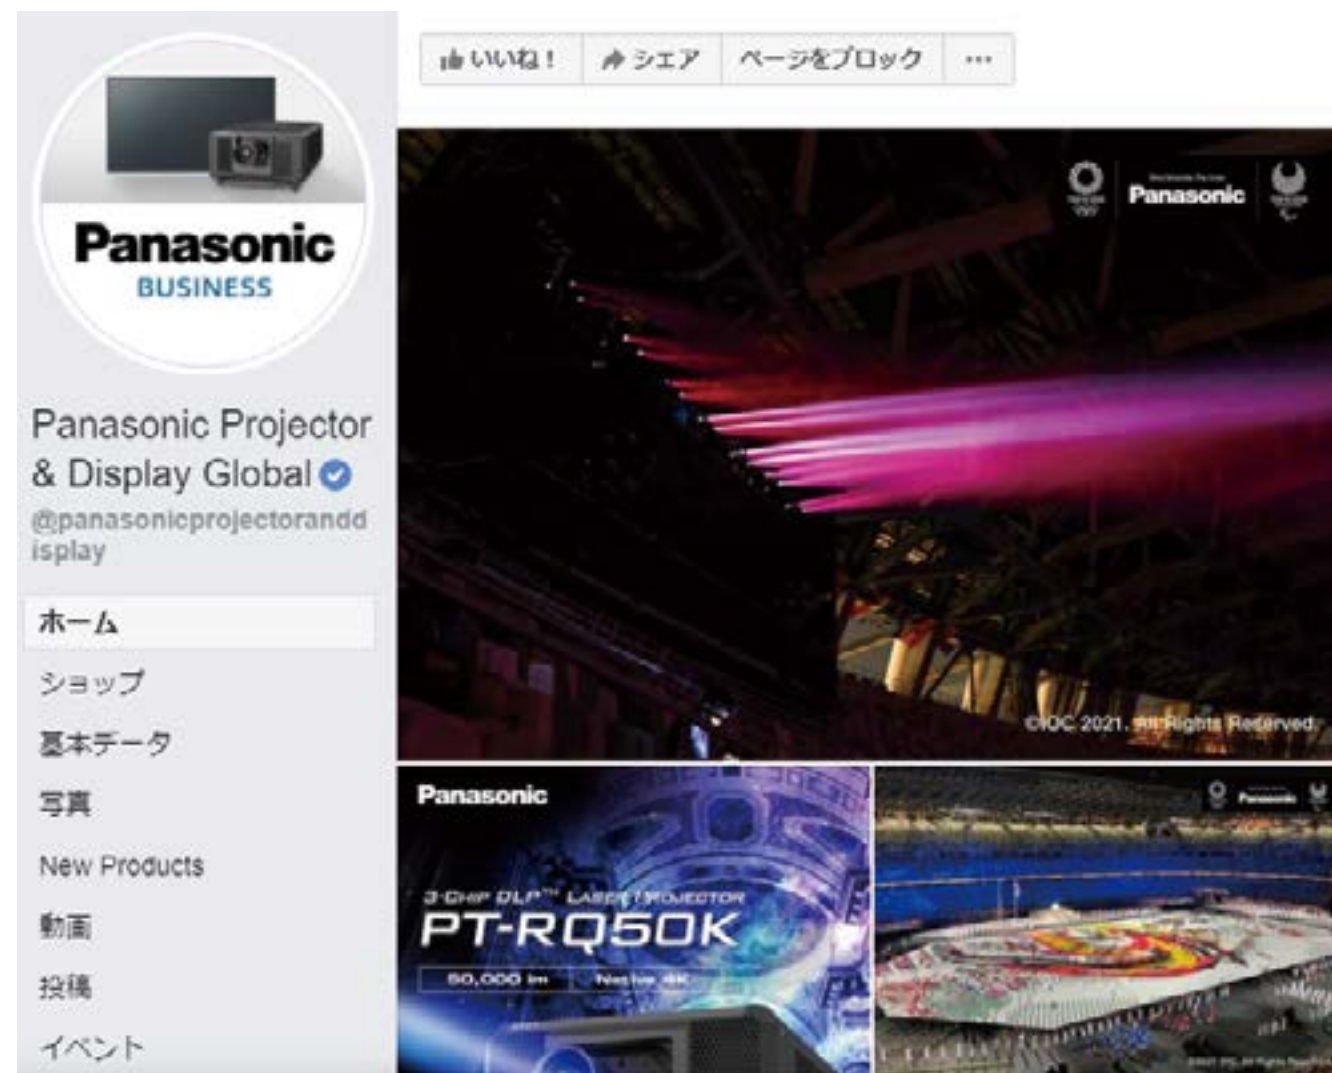 いいね！ シェア ページをブロック ...
Panasonic
BUSINESS
Panasonic Projector
& Display Global
@panasonicprojectorandd
isplay
ホーム
ショップ
基本データ
写真
New Products
動画
投稿
イベント
Panasonic
©IOC 2021. All Rights Reserved.
Panasonic
3-CHIP DLP™ LASER PROJECTOR
PT-RQ50K
50,000 lm Native 4K
Panasonic